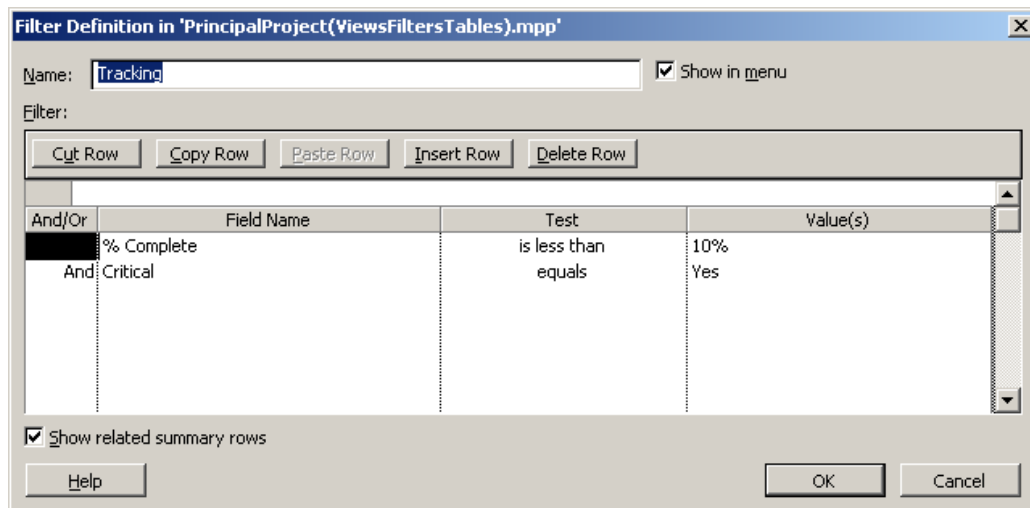 Filter Definition in 'PrincipalProject(ViewsFiltersTables).mpp'
Name: Tracking Show in menu
Filter:
Cut Row Copy Row Paste Row Insert Row Delete Row
And/Or Field Name Test Value(s)
% Complete is less than 10%
And Critical equals Yes
Show related summary rows
Help OK Cancel